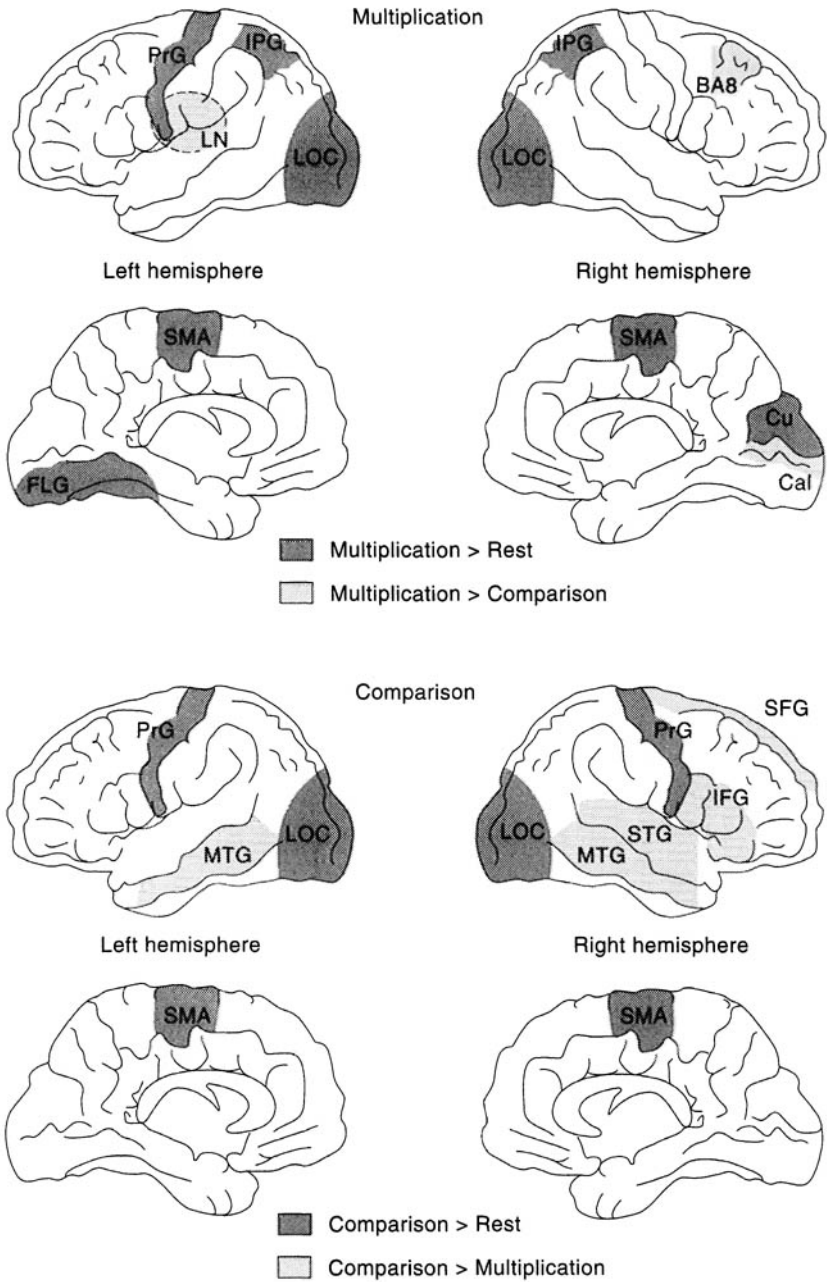 Multiplication
PrG
IPG
LN
LOC
IPG
BA8
LOC
Left hemisphere
Right hemisphere
SMA
FLG
SMA
Cu
Cal
Multiplication > Rest
Multiplication > Comparison
Comparison
PrG
LOC
MTG
SFG
PrG
IFG
LOC
STG
MTG
Left hemisphere
Right hemisphere
SMA
SMA
Comparison > Rest
Comparison > Multiplication